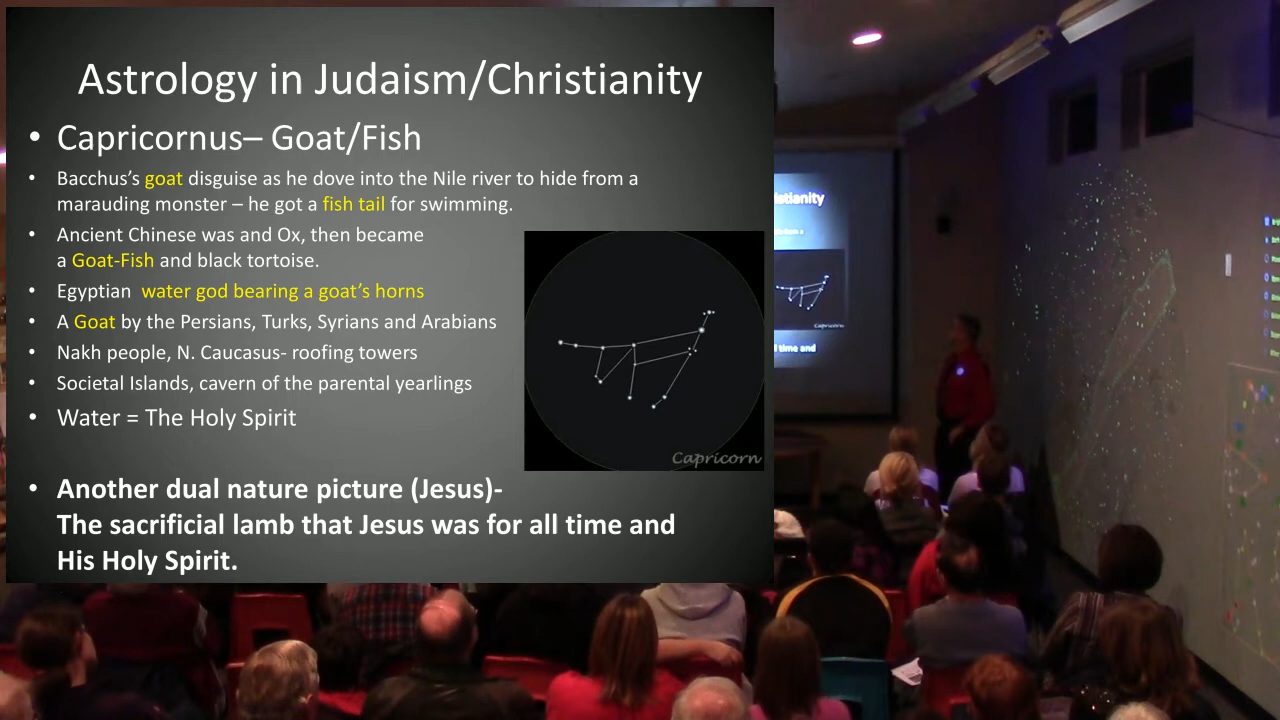 Astrology in Judaism/Christianity
• Capricornus– Goat/Fish
• Bacchus's goat disguise as he dove into the Nile river to hide from a
marauding monster – he got a fish tail for swimming.
• Ancient Chinese was and Ox, then became
a Goat-Fish and black tortoise.
• Egyptian water god bearing a goat's horns
• A Goat by the Persians, Turks, Syrians and Arabians
• Nakh people, N. Caucasus- roofing towers
• Societal Islands, cavern of the parental yearlings
• Water = The Holy Spirit
Capricorn
• Another dual nature picture (Jesus)-
The sacrificial lamb that Jesus was for all time and
His Holy Spirit.
istianity
Capricorn
time and